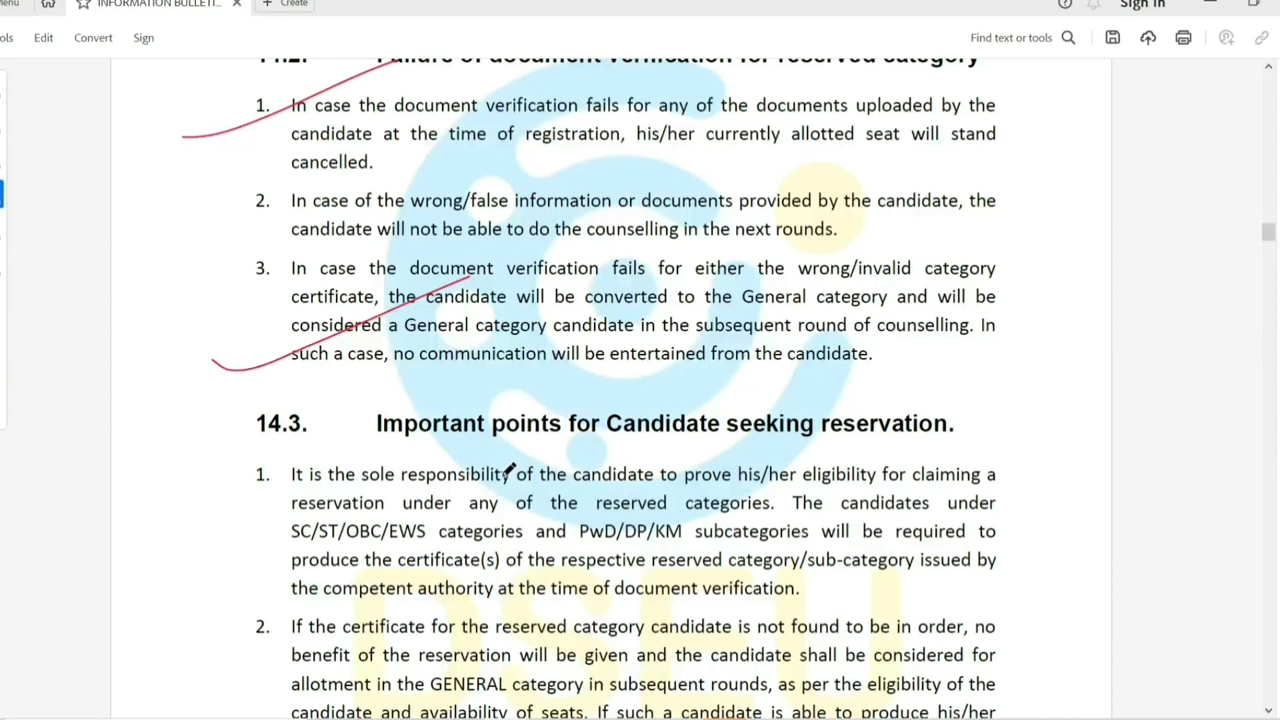 Menu
INFORMATION BULLETI...
+ Create
Sign in
ols Edit Convert Sign
Find text or tools
14.2. Failure of document verification for reserved category
1. In case the document verification fails for any of the documents uploaded by the
candidate at the time of registration, his/her currently allotted seat will stand
cancelled.
2. In case of the wrong/false information or documents provided by the candidate, the
candidate will not be able to do the counselling in the next rounds.
3. In case the document verification fails for either the wrong/invalid category
certificate, the candidate will be converted to the General category and will be
considered a General category candidate in the subsequent round of counselling. In
such a case, no communication will be entertained from the candidate.
14.3. Important points for Candidate seeking reservation.
1. It is the sole responsibility of the candidate to prove his/her eligibility for claiming a
reservation under any of the reserved categories. The candidates under
SC/ST/OBC/EWS categories and PwD/DP/KM subcategories will be required to
produce the certificate(s) of the respective reserved category/sub-category issued by
the competent authority at the time of document verification.
2. If the certificate for the reserved category candidate is not found to be in order, no
benefit of the reservation will be given and the candidate shall be considered for
allotment in the GENERAL category in subsequent rounds, as per the eligibility of the
candidate and availability of seats. If such a candidate is able to produce his/her
DSEU